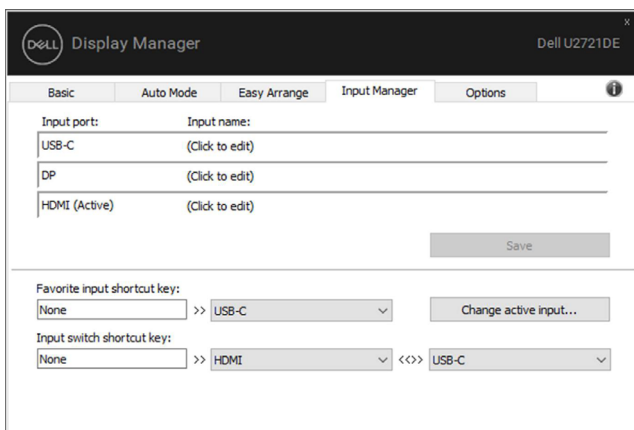 x
DELL Display Manager Dell U2721DE
Basic Auto Mode Easy Arrange Input Manager Options i
Input port: Input name:
USB-C (Click to edit)
DP (Click to edit)
HDMI (Active) (Click to edit)
Save
Favorite input shortcut key:
None >> USB-C Change active input...
Input switch shortcut key:
None >> HDMI <<>> USB-C